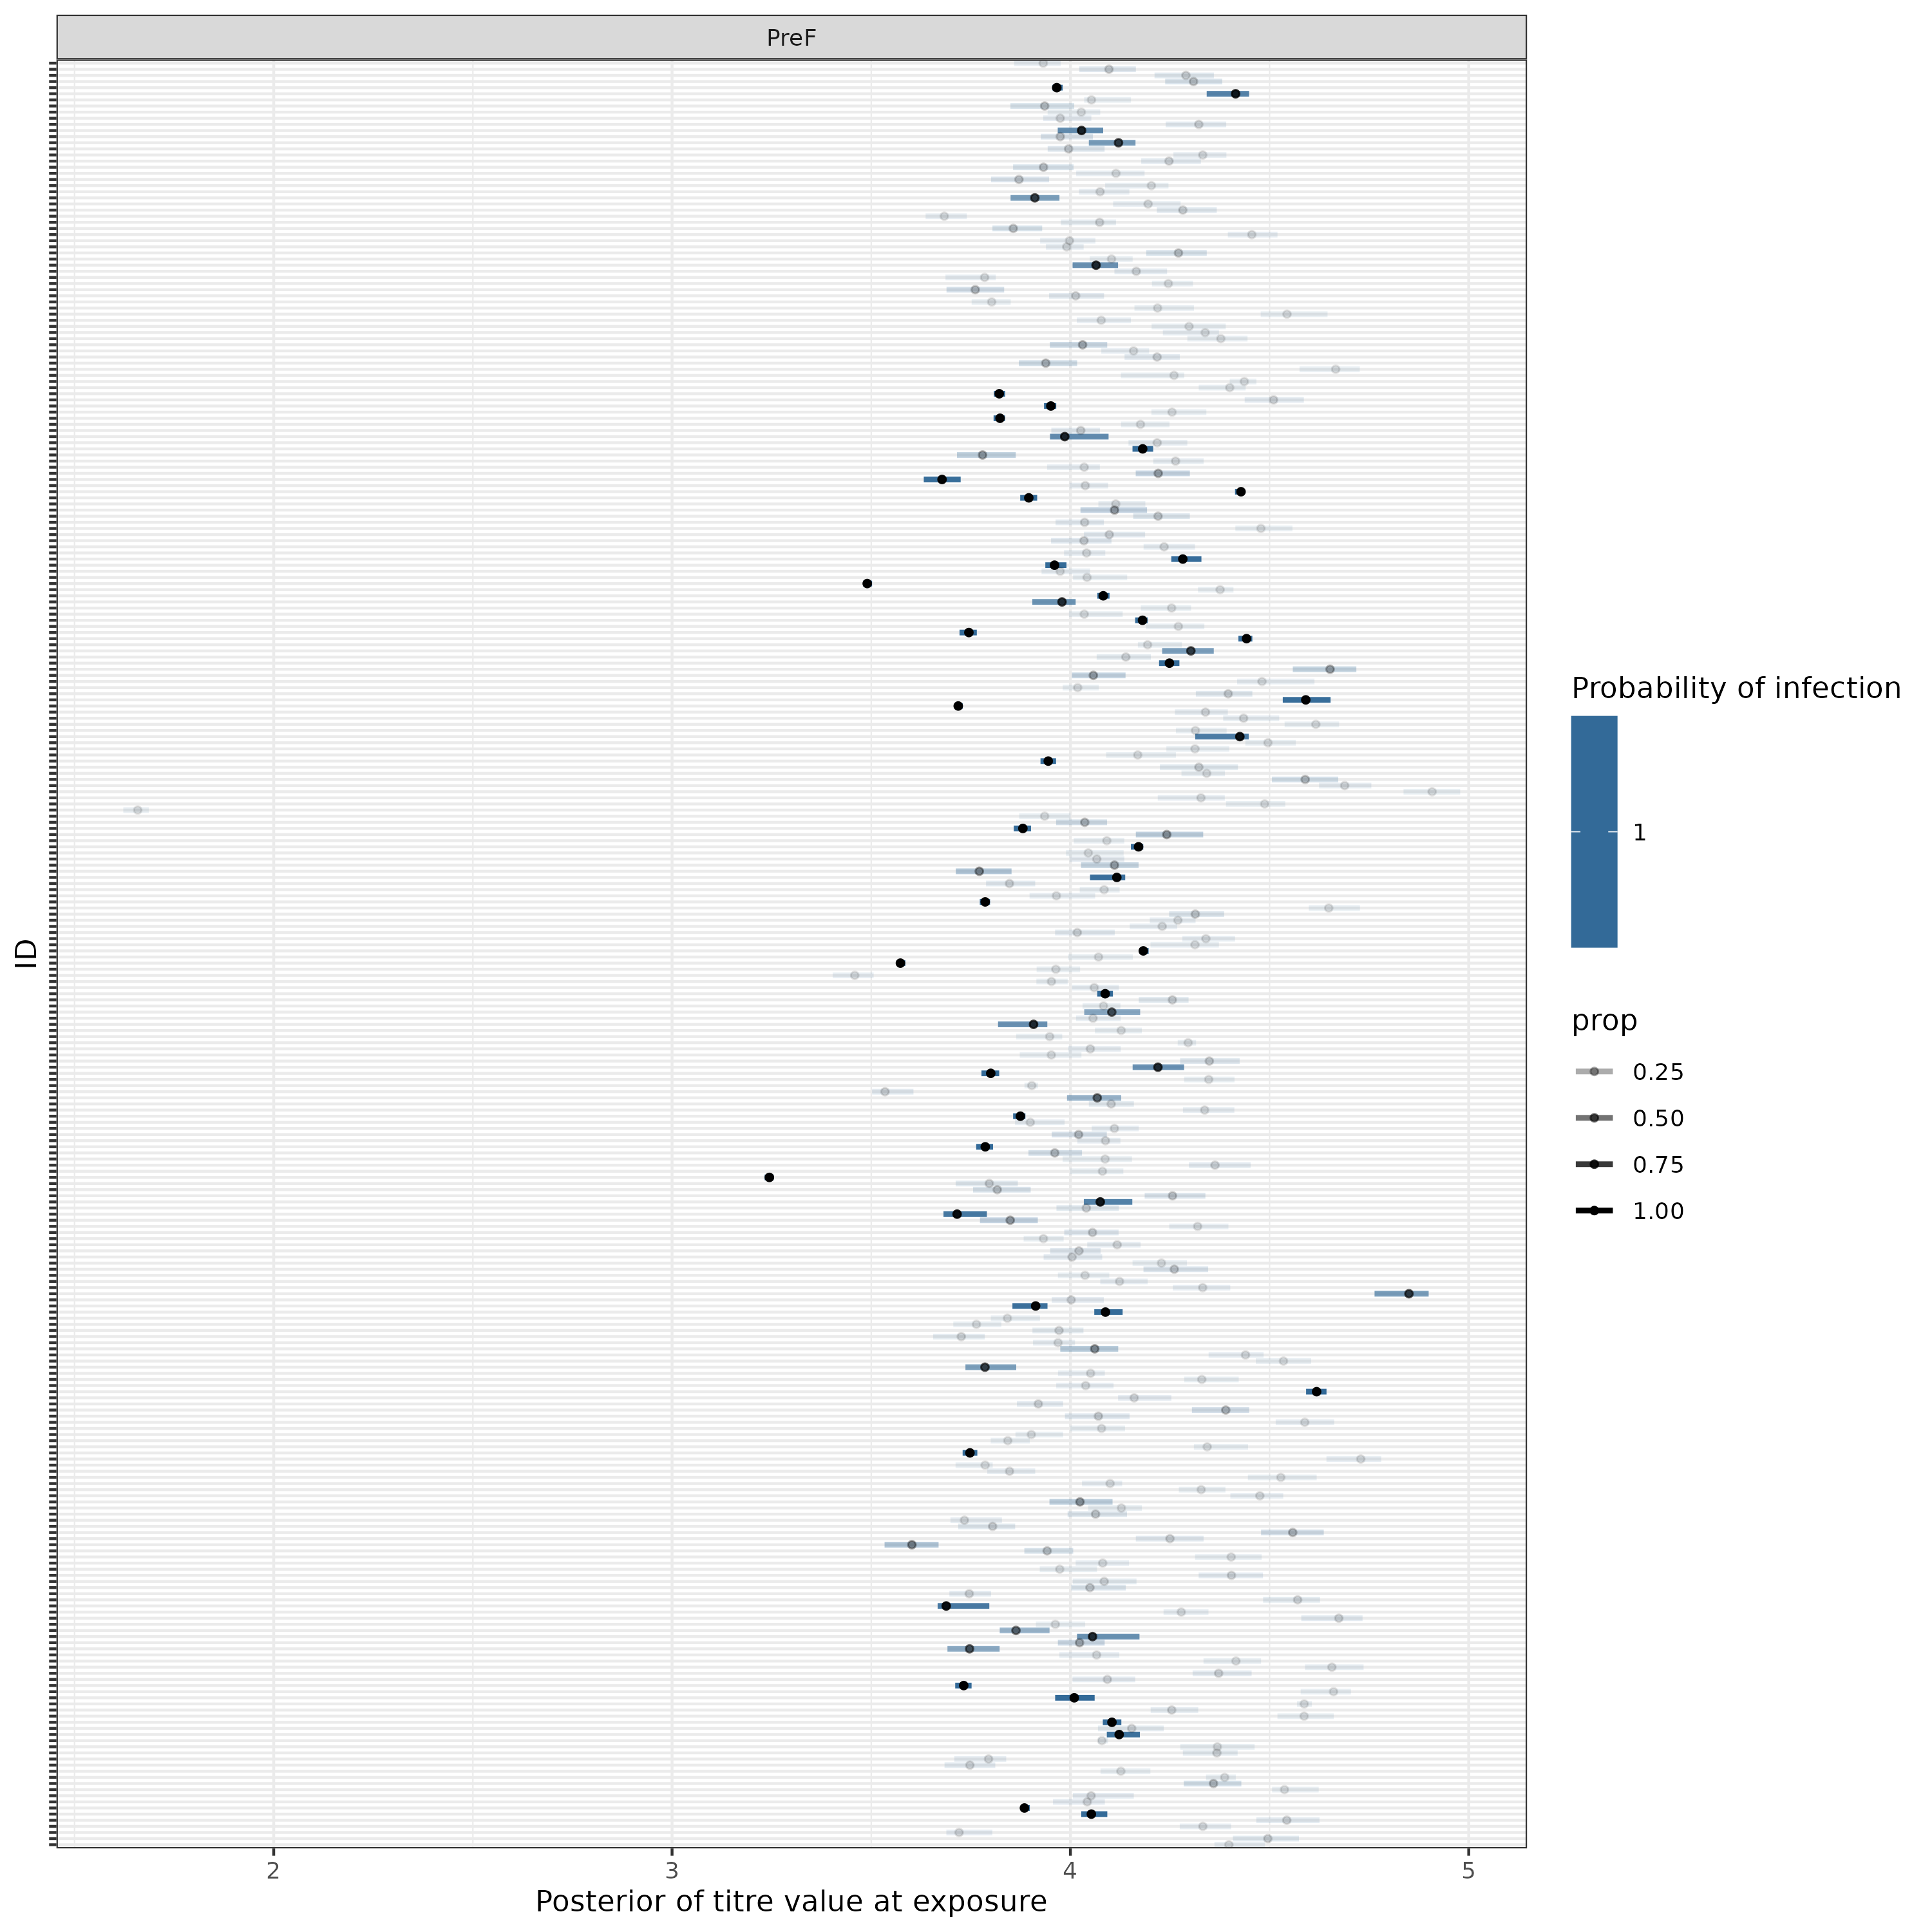 PreF
ID
2
3
4
5
Posterior of titre value at exposure
Probability of infection
1
prop
0.25
0.50
0.75
1.00